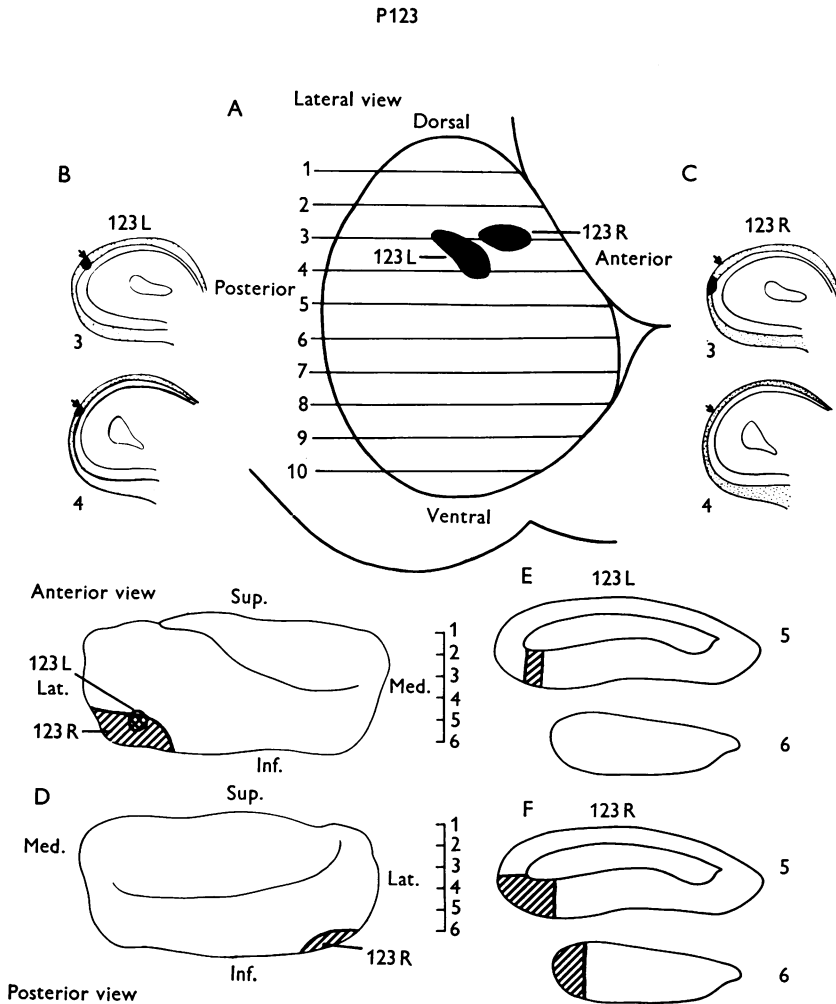 P123
A
Lateral view
Dorsal
1
2
3
4
5
6
7
8
9
10
123 R
123 L
Anterior
Posterior
Ventral
B
123 L
3
4
C
123 R
3
4
Anterior view
Sup.
123 L
Lat.
123 R
Med.
Inf.
1
2
3
4
5
6
D
Sup.
Med.
Lat.
123 R
Inf.
1
2
3
4
5
6
Posterior view
E
123 L
5
6
F
123 R
5
6